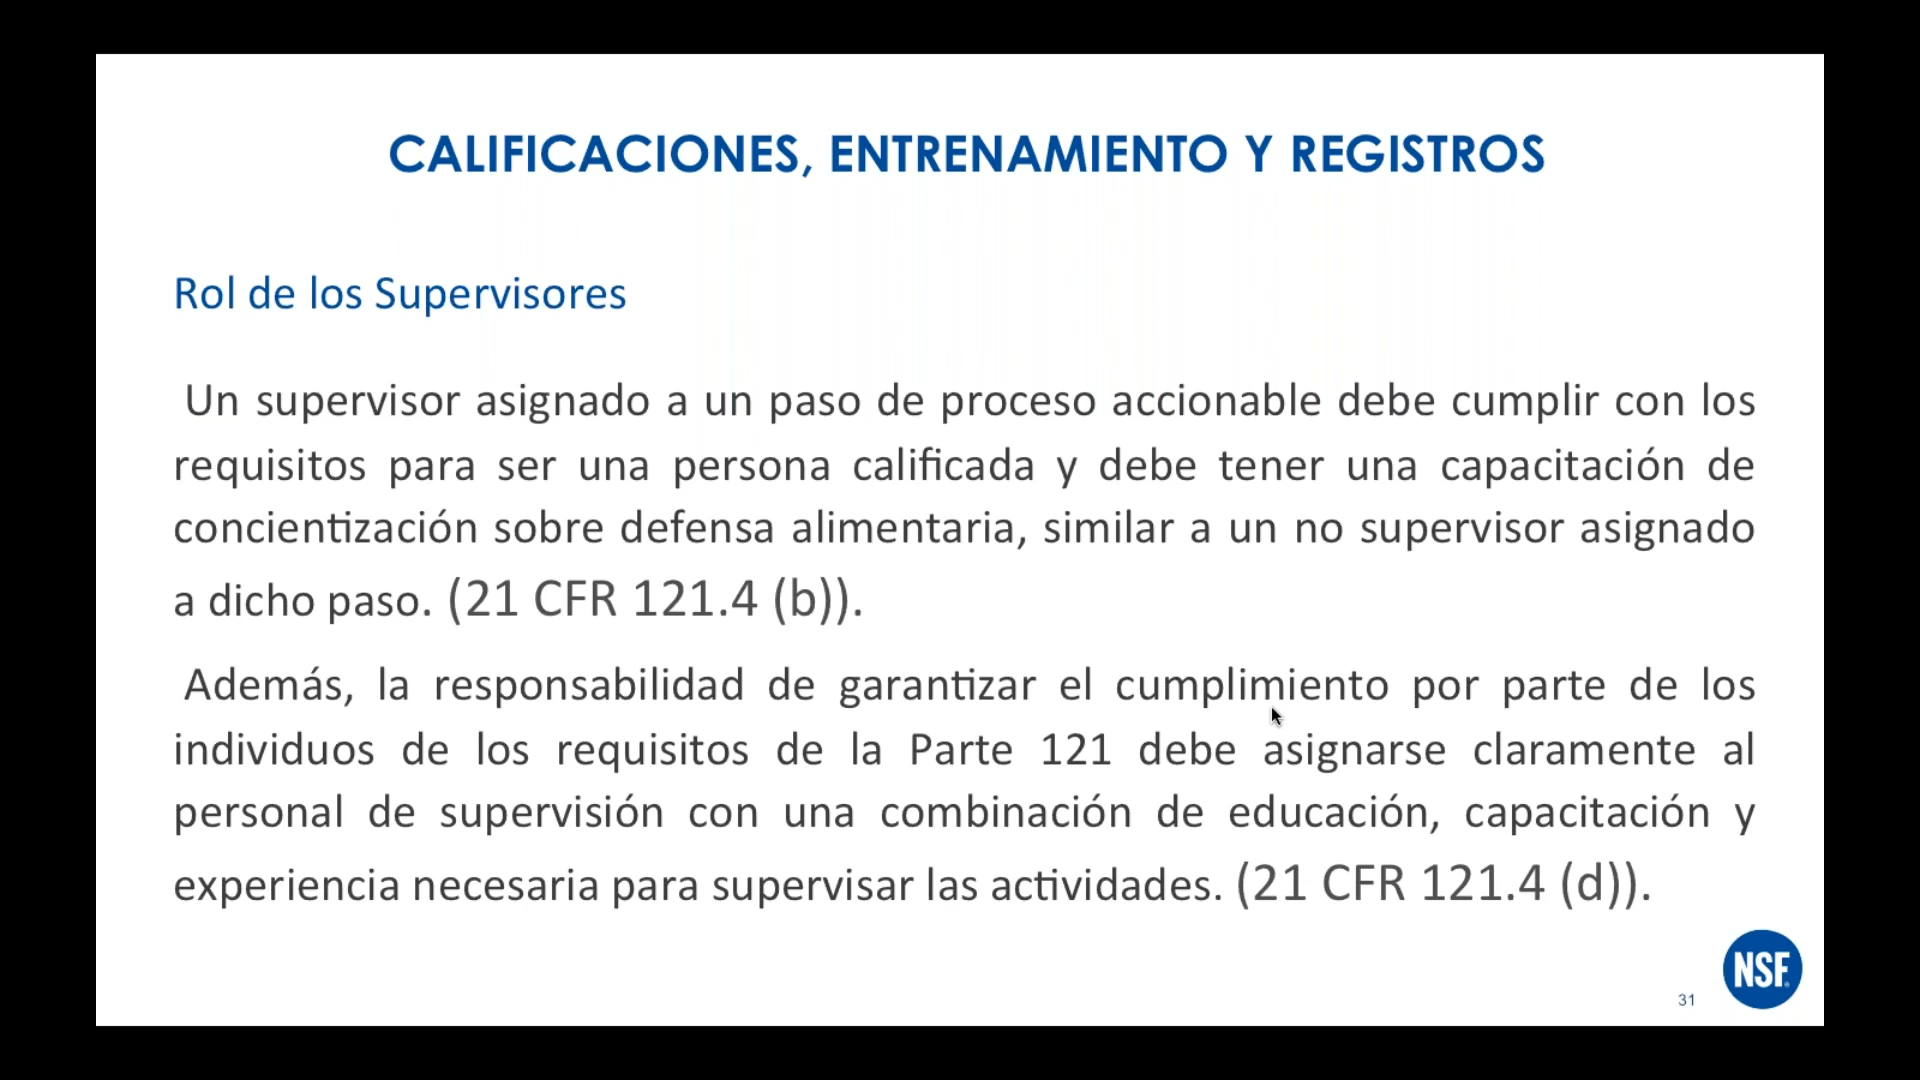 CALIFICACIONES, ENTRENAMIENTO Y REGISTROS
Rol de los Supervisores
Un supervisor asignado a un paso de proceso accionable debe cumplir con los
requisitos para ser una persona calificada y debe tener una capacitación de
concientización sobre defensa alimentaria, similar a un no supervisor asignado
a dicho paso. (21 CFR 121.4 (b)).
Además, la responsabilidad de garantizar el cumplimiento por parte de los
individuos de los requisitos de la Parte 121 debe asignarse claramente al
personal de supervisión con una combinación de educación, capacitación y
experiencia necesaria para supervisar las actividades. (21 CFR 121.4 (d)).
NSF
31